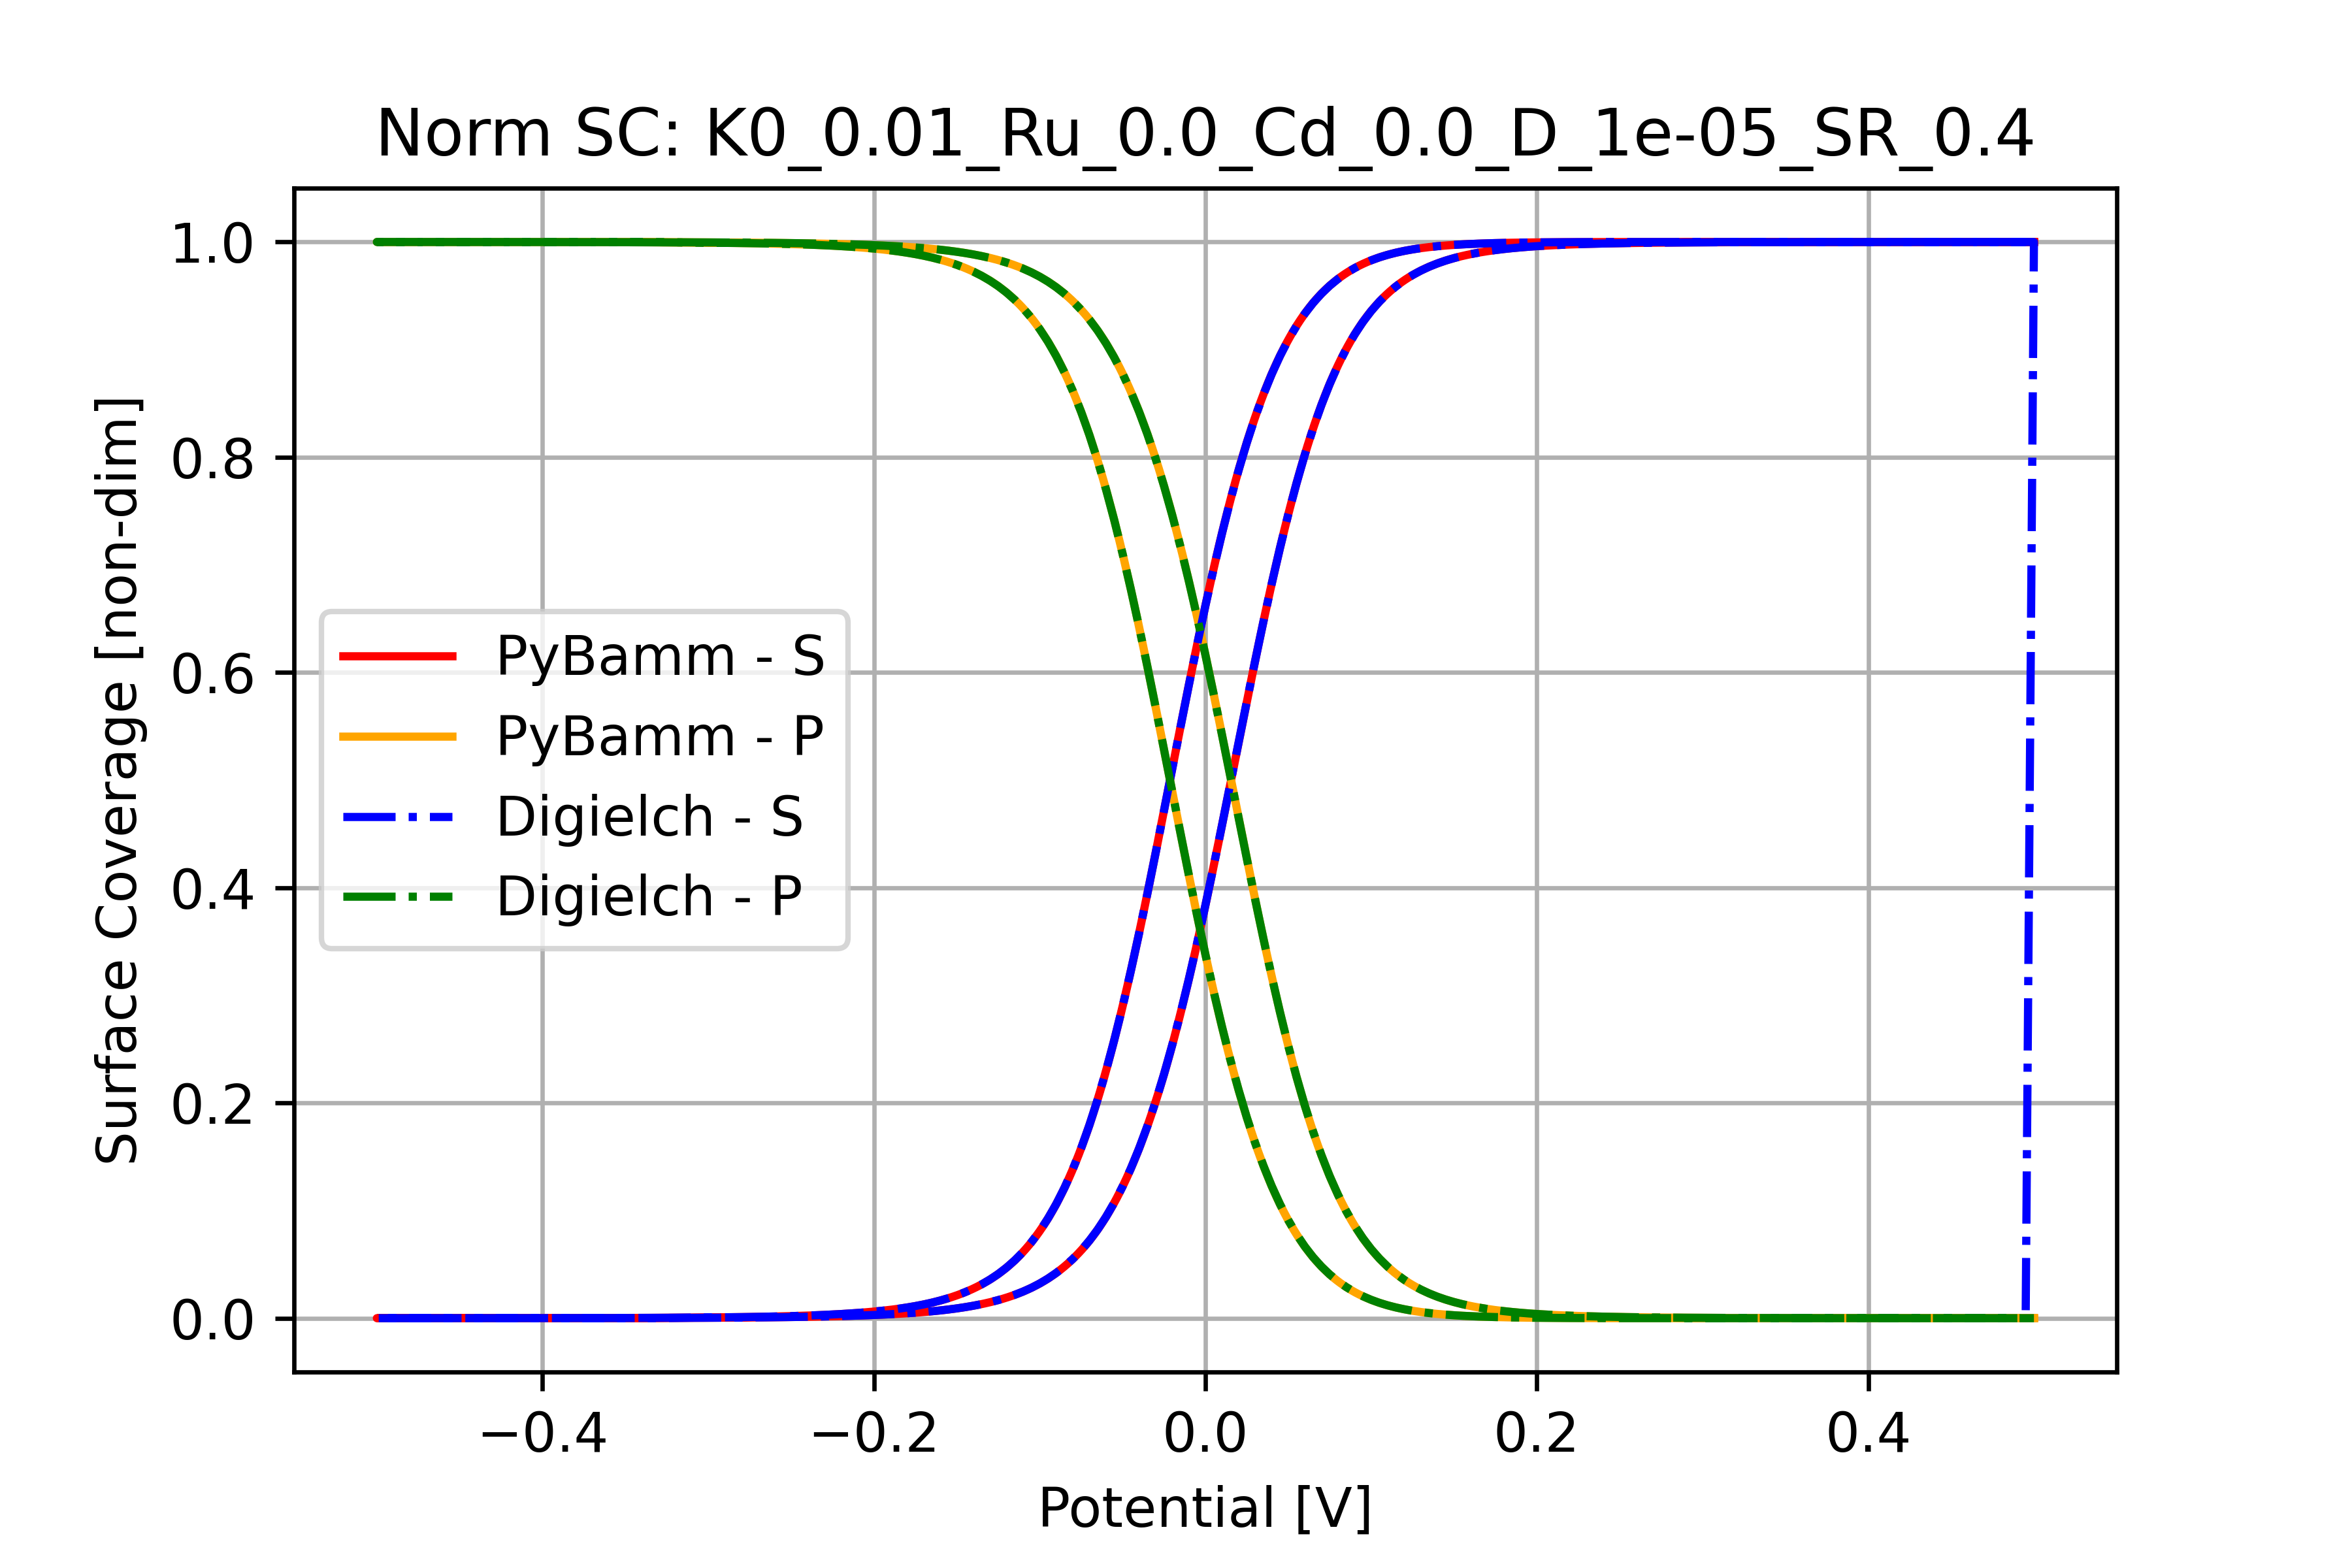 Norm SC: K0_0.01_Ru_0.0_Cd_0.0_D_1e-05_SR_0.4
Surface Coverage [non-dim]
1.0
0.8
0.6
0.4
0.2
0.0
PyBamm - S
PyBamm - P
Digielch - S
Digielch - P
−0.4 −0.2 0.0 0.2 0.4
Potential [V]